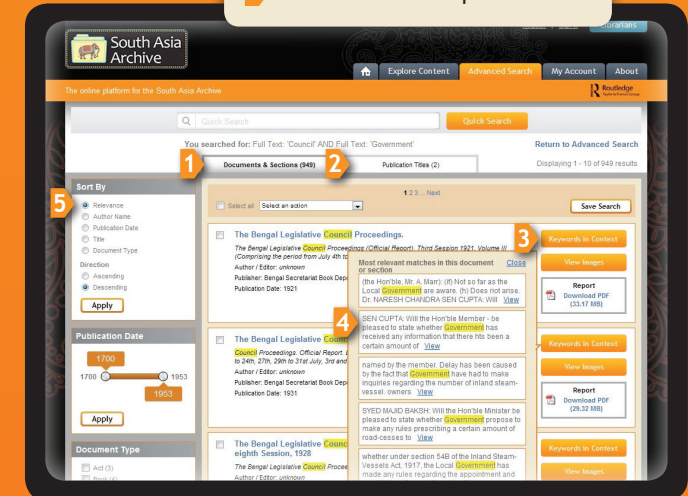 South Asia
Archive
Explore Content
Advanced Search
My Account
About
The online platform for the South Asia Archive
Routledge
Taylor & Francis Group
Quick Search
Quick Search
You searched for: Full Text: 'Council' AND Full Text: 'Government'
Return to Advanced Search
1
Documents & Sections (949)
2
Publication Titles (2)
Displaying 1 - 10 of 949 results
Sort By
5
Relevance
Author Name
Publication Date
Title
Document Type
Direction
Ascending
Descending
Apply
Publication Date
1700
1700
1953
1953
Apply
Document Type
Act (3)
1 2 3 ... Next
Select all
Select an action
Save Search
The Bengal Legislative Council Proceedings.
The Bengal Legislative Council Proceedings (Official Report). Third Session 1921. Volume III
(Comprising the period from July 4th to
Author / Editor: unknown
Publisher: Bengal Secretariat Book Depo
Publication Date: 1921
3
Keywords in Context
View Images
Report
Download PDF
(33.17 MB)
Most relevant matches in this document
or section
Close
(the Hon'ble, Mr. A. Marr): (if) Not so far as the
Local Government are aware. (h) Does not arise.
Dr. NARESH CHANDRA SEN CUPTA: Will View
4
SEN CUPTA: Will the Hon'ble Member - be
pleased to state whether Government has
received any information that there hts been a
certain amount of View
named by the member. Delay has been caused
by the fact that Government have had to make
inquiries regarding the number of inland steam-
vessel. owners View
SYED MAJID BAKSH: Will the Hon'ble Minister be
pleased to state whether Government propose to
make any rules prescribing a certain amount of
road-cesses to View
whether under section 54B of the Inland Steam-
Vessels Act, 1917, the Local Government has
made any rules regarding the appointment and
The Bengal Legislative Counc
Council Proceedings. Official Report.
to 24th, 27th, 29th to 31st July, 3rd and
Author / Editor: unknown
Publisher: Bengal Secretariat Book Depo
Publication Date: 1931
Keywords in Context
View Images
Report
Download PDF
(29.32 MB)
The Bengal Legislative Counc
eighth Session, 1928
The Bengal Legislative Council Procee
Author / Editor: unknown
Keywords in Context
View Images